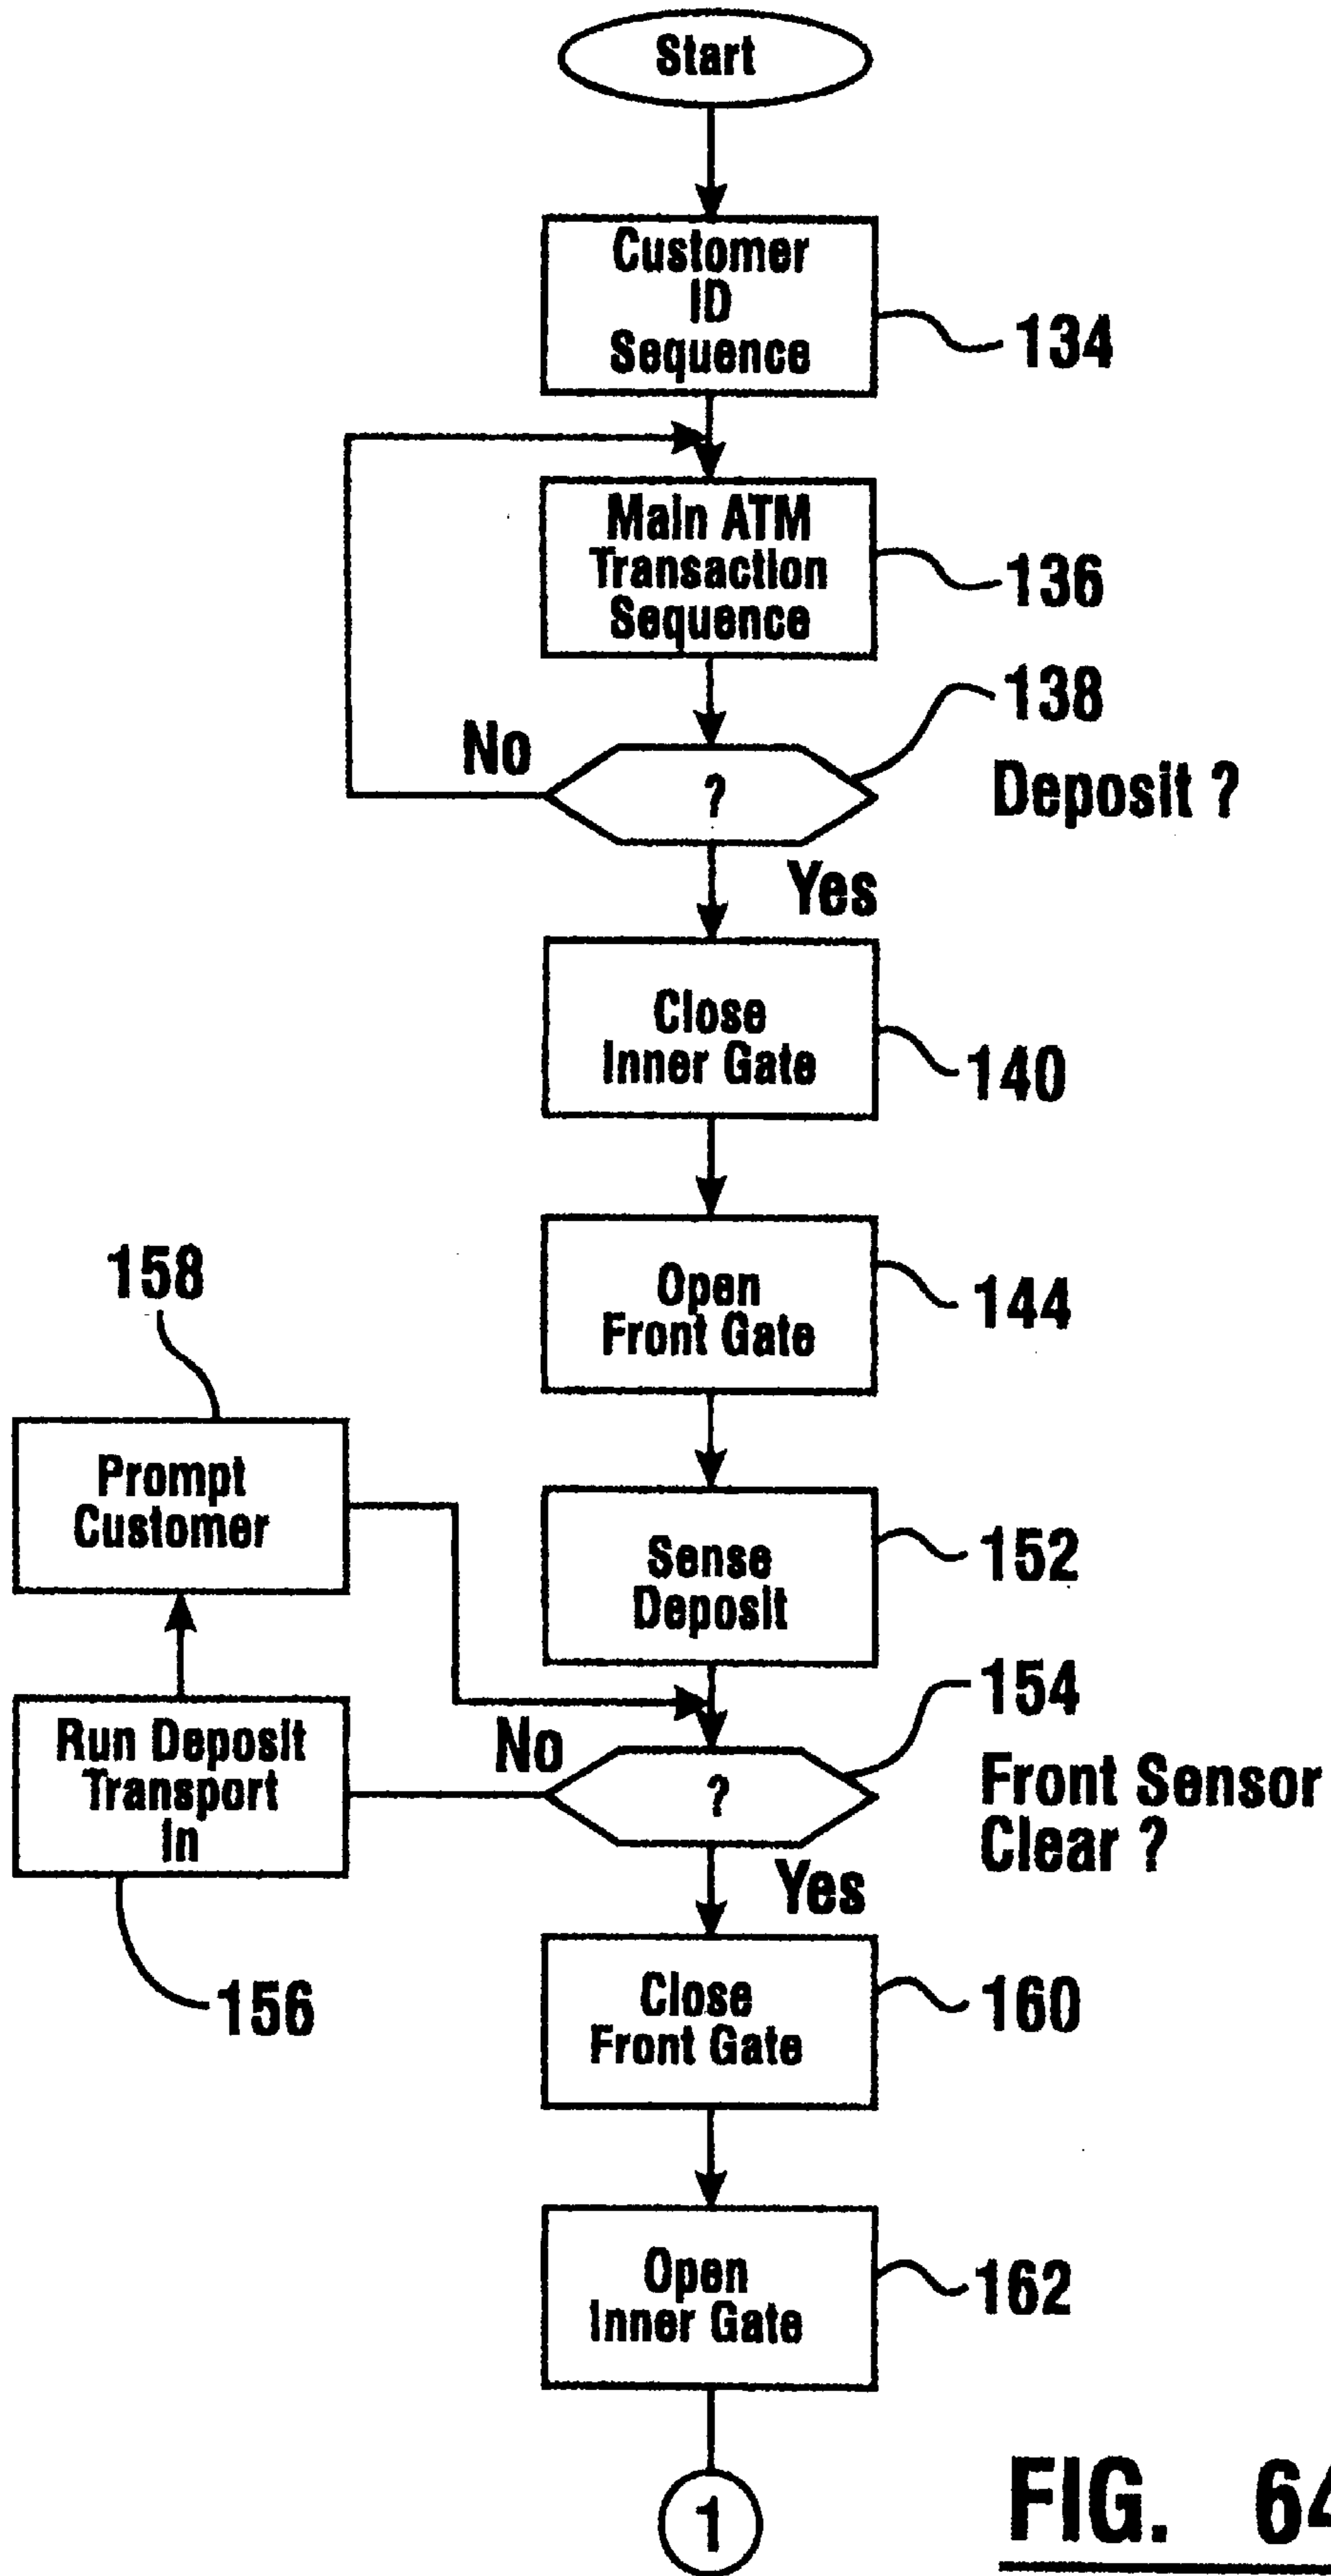 Start
Customer
ID
Sequence
134
Main ATM
Transaction
Sequence
136
138
No
?
Deposit ?
Yes
Close
Inner Gate
140
Open
Front Gate
144
158
Prompt
Customer
Sense
Deposit
152
154
Run Deposit
Transport
In
No
?
Front Sensor
Clear ?
Yes
156
Close
Front Gate
160
Open
Inner Gate
162
1
FIG. 64